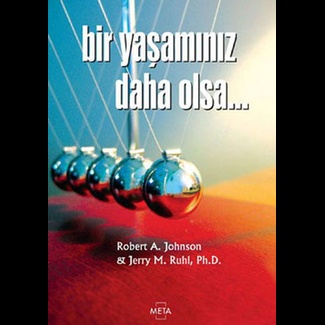 bir yaşamınız
daha olsa...
Robert A. Johnson
& Jerry M. Ruhl, Ph.D.
META